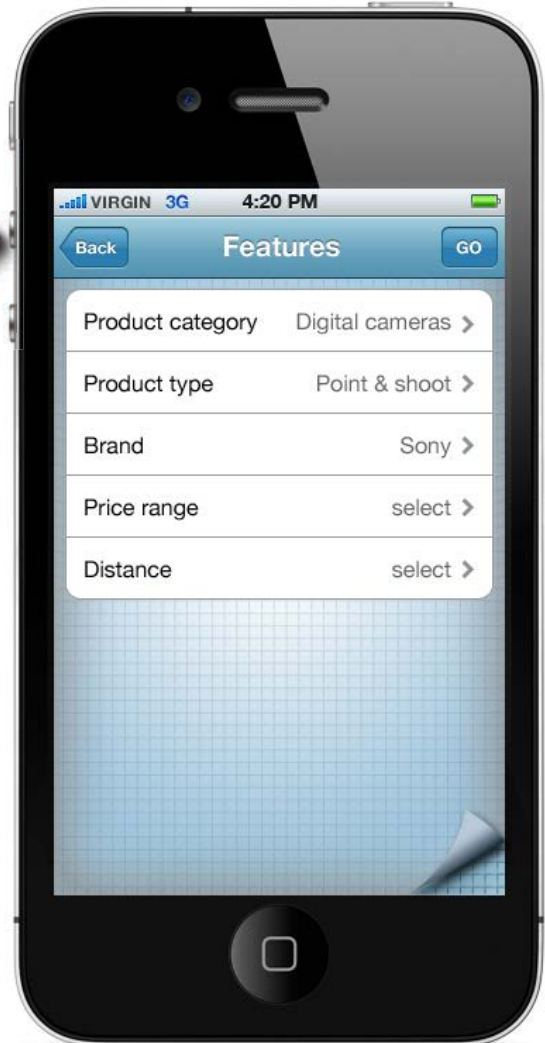 VIRGIN 3G 4:20 PM
Back Features GO
Product category Digital cameras
Product type Point & shoot
Brand Sony
Price range select
Distance select